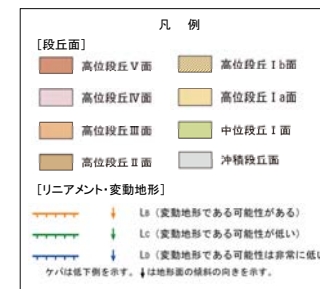 凡 例
[段丘面]
高位段丘Ⅴ面 高位段丘Ⅰb面
高位段丘Ⅳ面 高位段丘Ⅰa面
高位段丘Ⅲ面 中位段丘Ⅰ面
高位段丘Ⅱ面 沖積段丘面
[リニアメント・変動地形]
LB (変動地形である可能性がある)
LC (変動地形である可能性が低い)
LD (変動地形である可能性は非常に低い
ケバは低下側を示す。↓は地形面の傾斜の向きを示す。